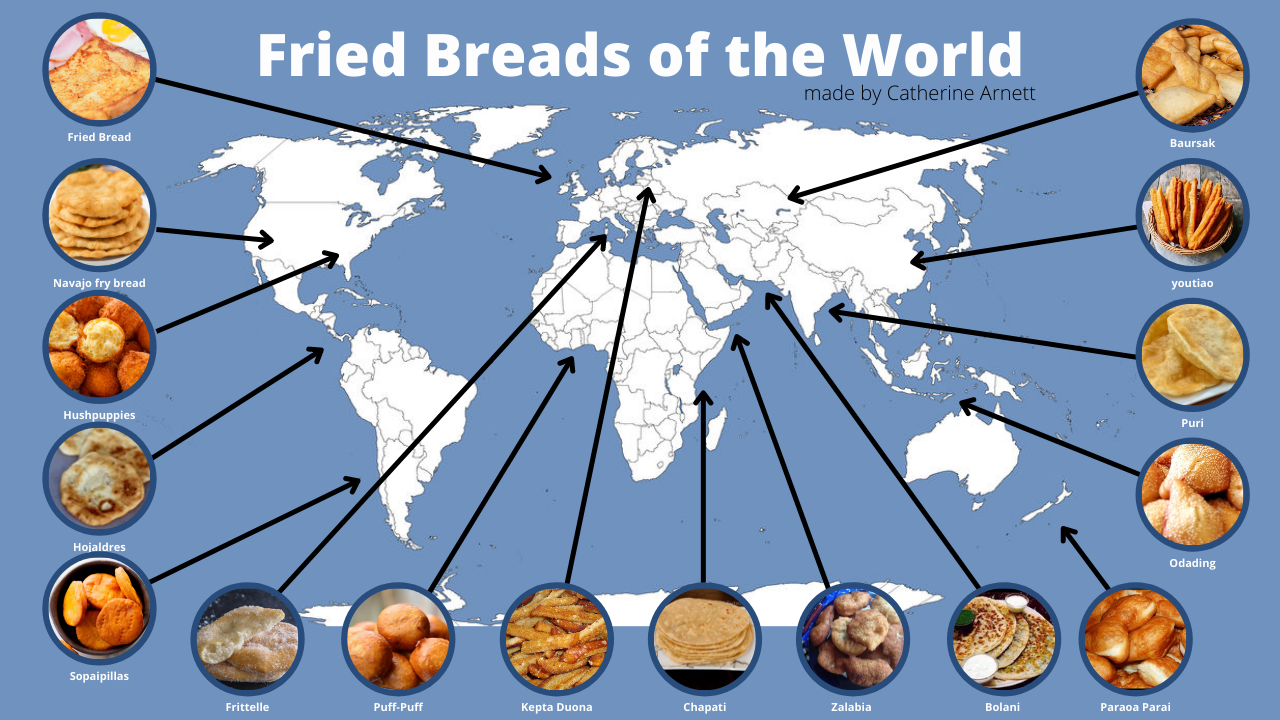 Fried Breads of the World
made by Catherine Arnett
Fried Bread
Navajo fry bread
Hushpuppies
Hojaldres
Sopaipillas
Frittelle
Puff-Puff
Kepta Duona
Chapati
Zalabia
Bolani
Paraoa Parai
Baursak
youtiao
Puri
Odading